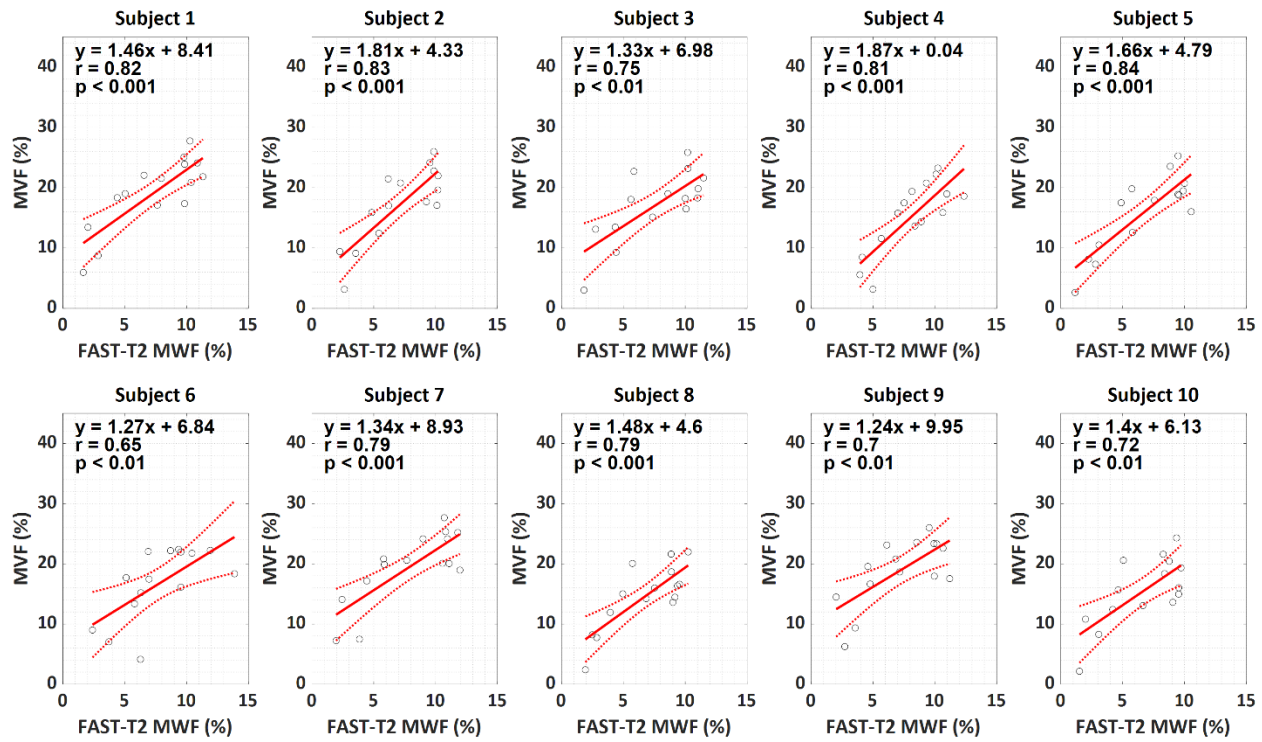 Subject 1
y = 1.46x + 8.41
r = 0.82
p < 0.001
MVF (%)
40
30
20
10
0
0 5 10 15
FAST-T2 MWF (%)
Subject 2
y = 1.81x + 4.33
r = 0.83
p < 0.001
MVF (%)
40
30
20
10
0
0 5 10 15
FAST-T2 MWF (%)
Subject 3
y = 1.33x + 6.98
r = 0.75
p < 0.01
MVF (%)
40
30
20
10
0
0 5 10 15
FAST-T2 MWF (%)
Subject 4
y = 1.87x + 0.04
r = 0.81
p < 0.001
MVF (%)
40
30
20
10
0
0 5 10 15
FAST-T2 MWF (%)
Subject 5
y = 1.66x + 4.79
r = 0.84
p < 0.001
MVF (%)
40
30
20
10
0
0 5 10 15
FAST-T2 MWF (%)
Subject 6
y = 1.27x + 6.84
r = 0.65
p < 0.01
MVF (%)
40
30
20
10
0
0 5 10 15
FAST-T2 MWF (%)
Subject 7
y = 1.34x + 8.93
r = 0.79
p < 0.001
MVF (%)
40
30
20
10
0
0 5 10 15
FAST-T2 MWF (%)
Subject 8
y = 1.48x + 4.6
r = 0.79
p < 0.001
MVF (%)
40
30
20
10
0
0 5 10 15
FAST-T2 MWF (%)
Subject 9
y = 1.24x + 9.95
r = 0.7
p < 0.01
MVF (%)
40
30
20
10
0
0 5 10 15
FAST-T2 MWF (%)
Subject 10
y = 1.4x + 6.13
r = 0.72
p < 0.01
MVF (%)
40
30
20
10
0
0 5 10 15
FAST-T2 MWF (%)